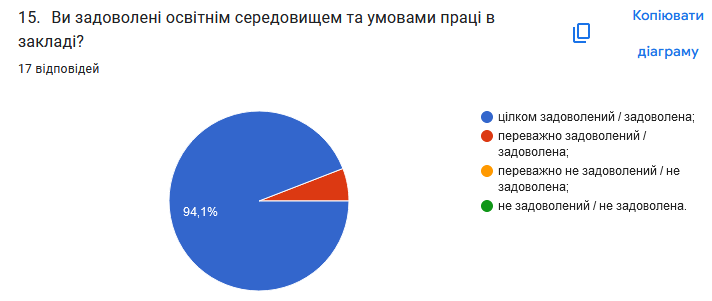 15. Ви задоволені освітнім середовищем та умовами праці в
закладі?
17 відповідей
Копіювати
діаграму
94,1%
цілком задоволений / задоволена;
переважно задоволений /
задоволена;
переважно не задоволений / не
задоволена;
не задоволений / не задоволена.